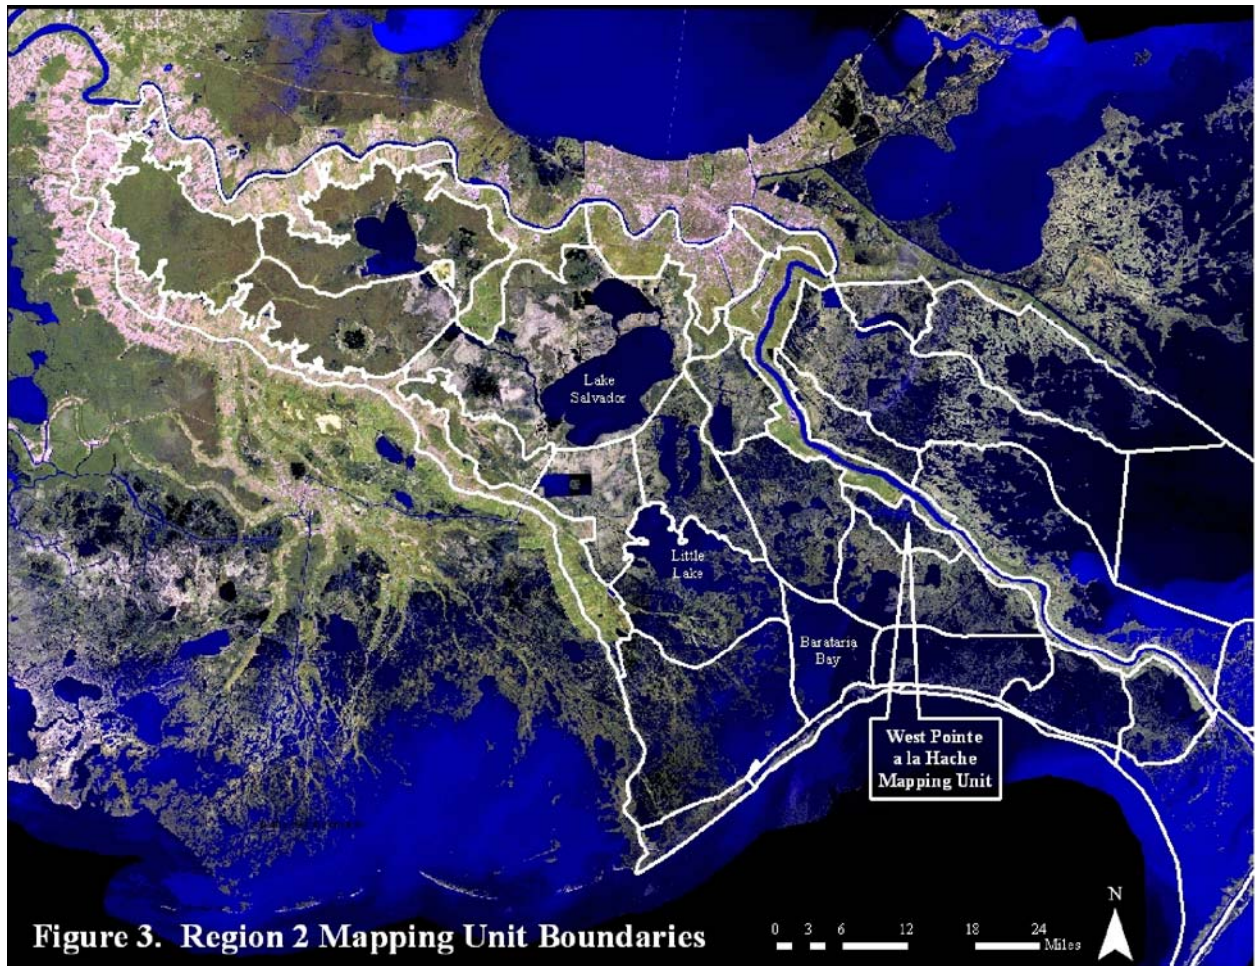 Lake
Salvador
Little
Lake
Barataria
Bay
West Pointe
a la Hache
Mapping Unit
N
0 3 6 12 18 24
Miles
Figure 3. Region 2 Mapping Unit Boundaries